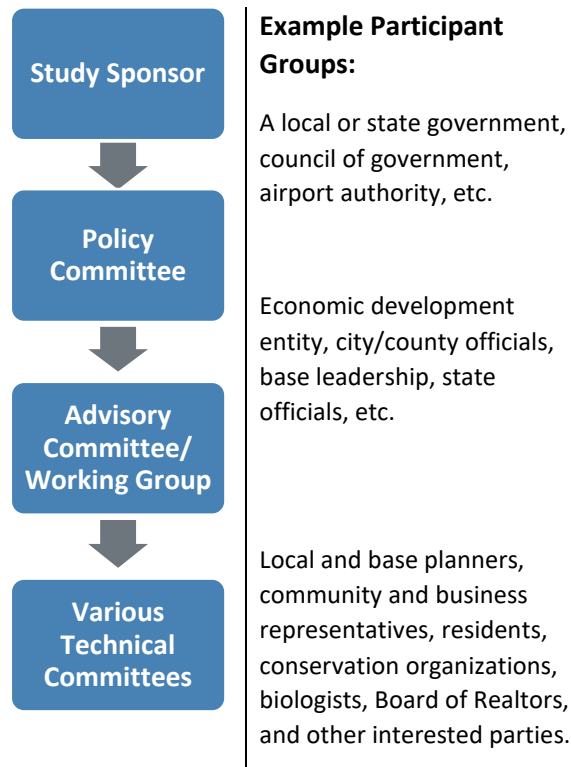 Study Sponsor
Policy
Committee
Advisory
Committee/
Working Group
Various
Technical
Committees
Example Participant
Groups:
A local or state government,
council of government,
airport authority, etc.
Economic development
entity, city/county officials,
base leadership, state
officials, etc.
Local and base planners,
community and business
representatives, residents,
conservation organizations,
biologists, Board of Realtors,
and other interested parties.